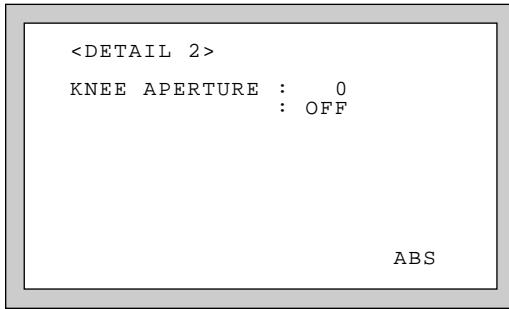 <DETAIL 2>
KNEE APERTURE : 0
: OFF
ABS